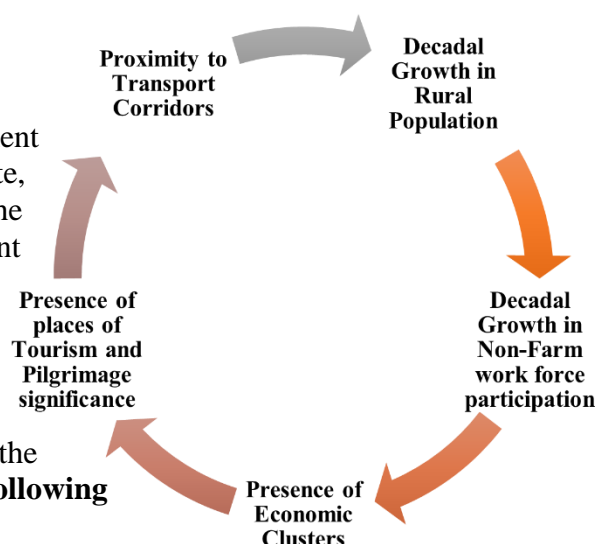 Proximity to
Transport
Corridors
Decadal
Growth in
Rural
Population
Decadal
Growth in
Non-Farm
work force
participation
Presence of
Economic
Clusters
Presence of
places of
Tourism and
Pilgrimage
significance
ent
te,
ne
nt
the
ollowing